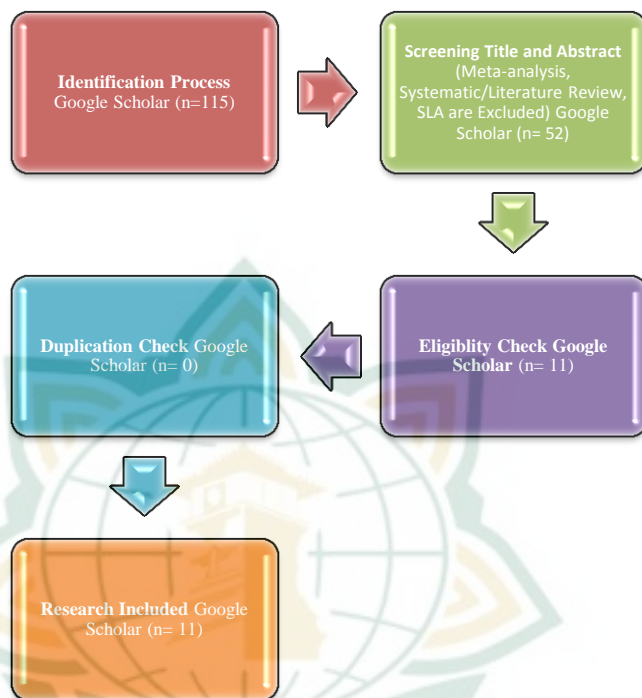 Identification Process
Google Scholar (n=115)
Screening Title and Abstract
(Meta-analysis,
Systematic/Literature Review,
SLA are Excluded) Google
Scholar (n= 52)
Eligiblity Check Google
Scholar (n= 11)
Duplication Check Google
Scholar (n= 0)
Research Included Google
Scholar (n= 11)